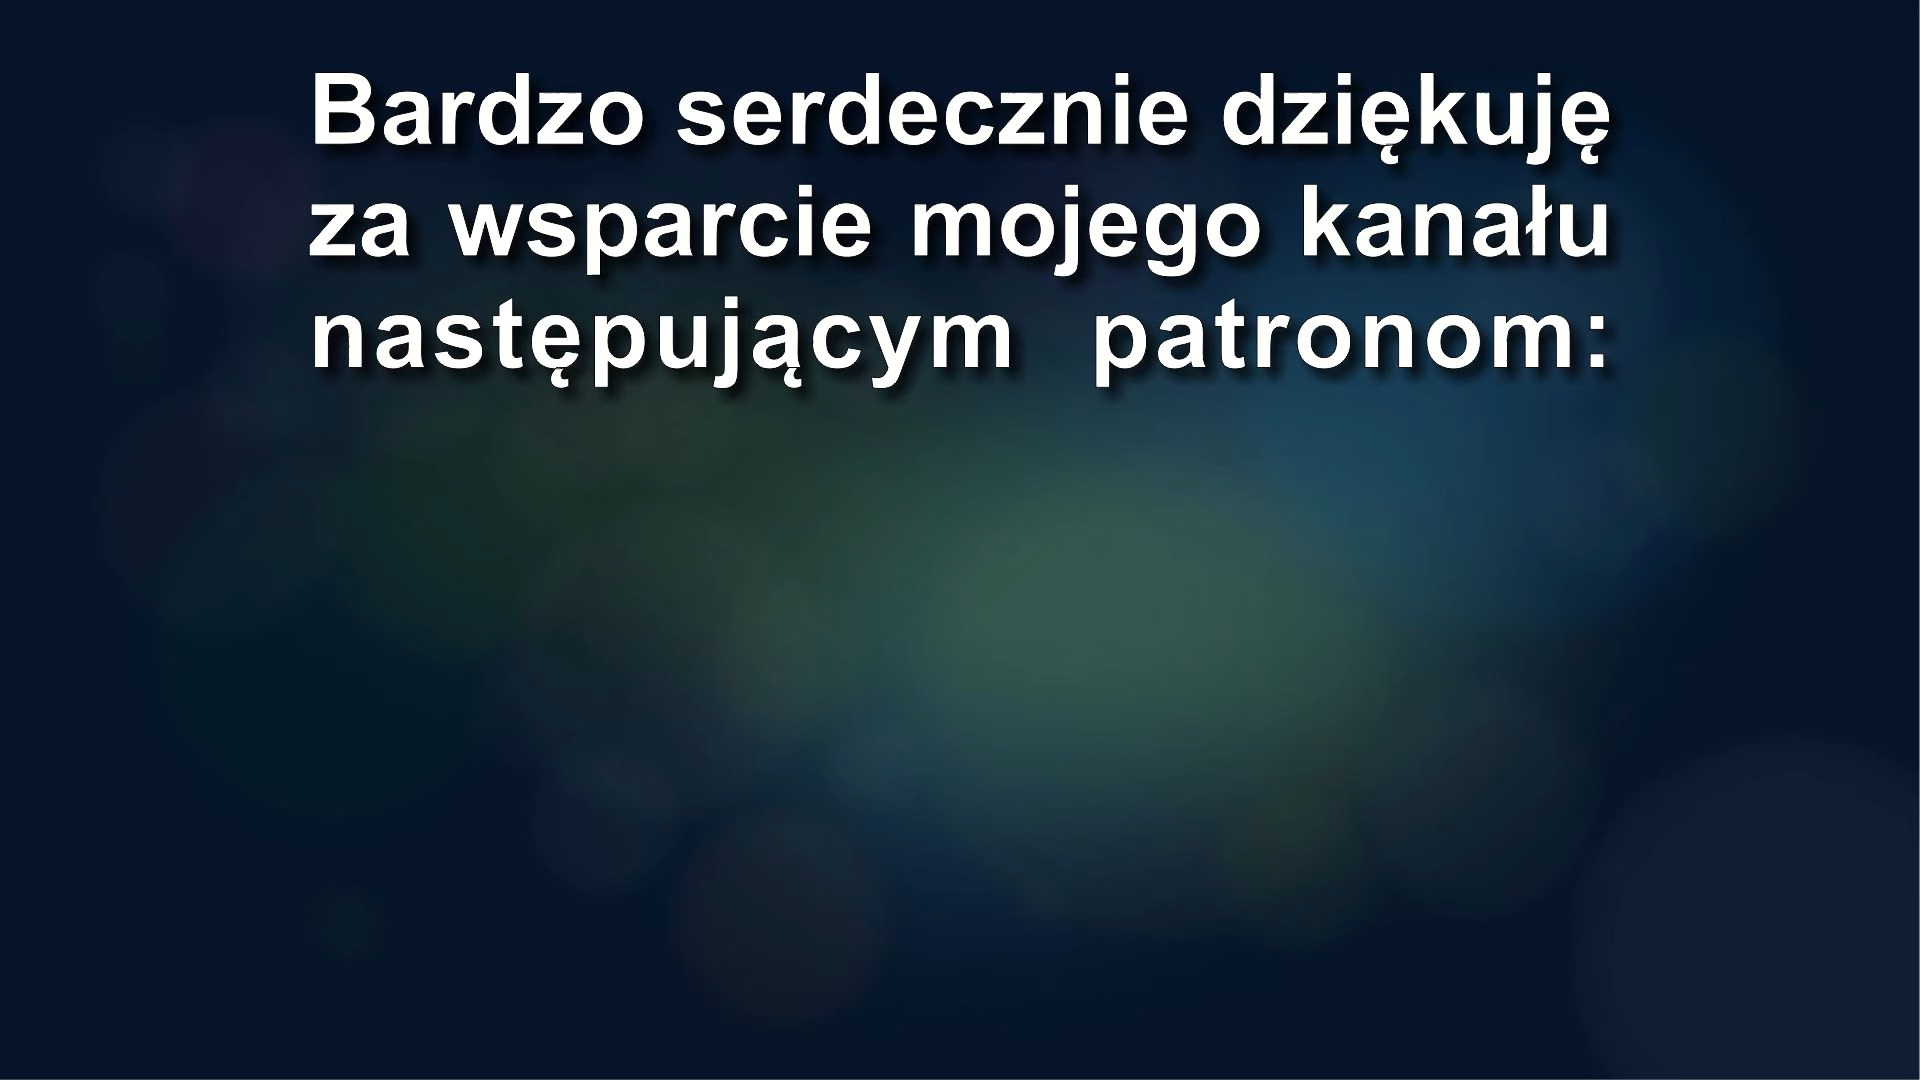 Bardzo serdecznie dziękuję
za wsparcie mojego kanału
następującym patronom: